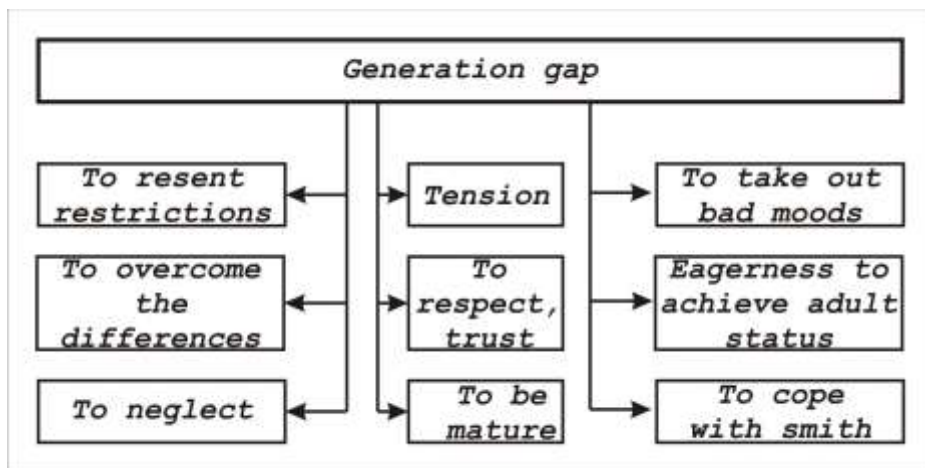 Generation gap
To resent
restrictions
Tension
To take out
bad moods
To overcome
the
differences
To
respect,
trust
Eagerness to
achieve adult
status
To neglect
To be
mature
To cope
with smith